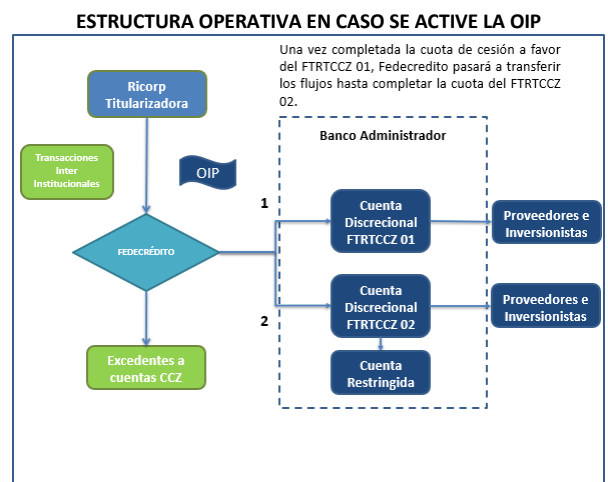 ESTRUCTURA OPERATIVA EN CASO SE ACTIVE LA OIP
Una vez completada la cuota de cesión a favor
del FTRTCCZ 01, Fedecredito pasará a transferir
los flujos hasta completar la cuota del FTRTCCZ
02.
Ricorp
Titularizadora
Banco Administrador
Transacciones
Inter
Institucionales
OIP
1
Cuenta
Discrecional
FTRTCCZ 01
Proveedores e
Inversionistas
FEDECRÉDITO
Cuenta
Discrecional
FTRTCCZ 02
Proveedores e
Inversionistas
2
Excedentes a
cuentas CCZ
Cuenta
Restringida